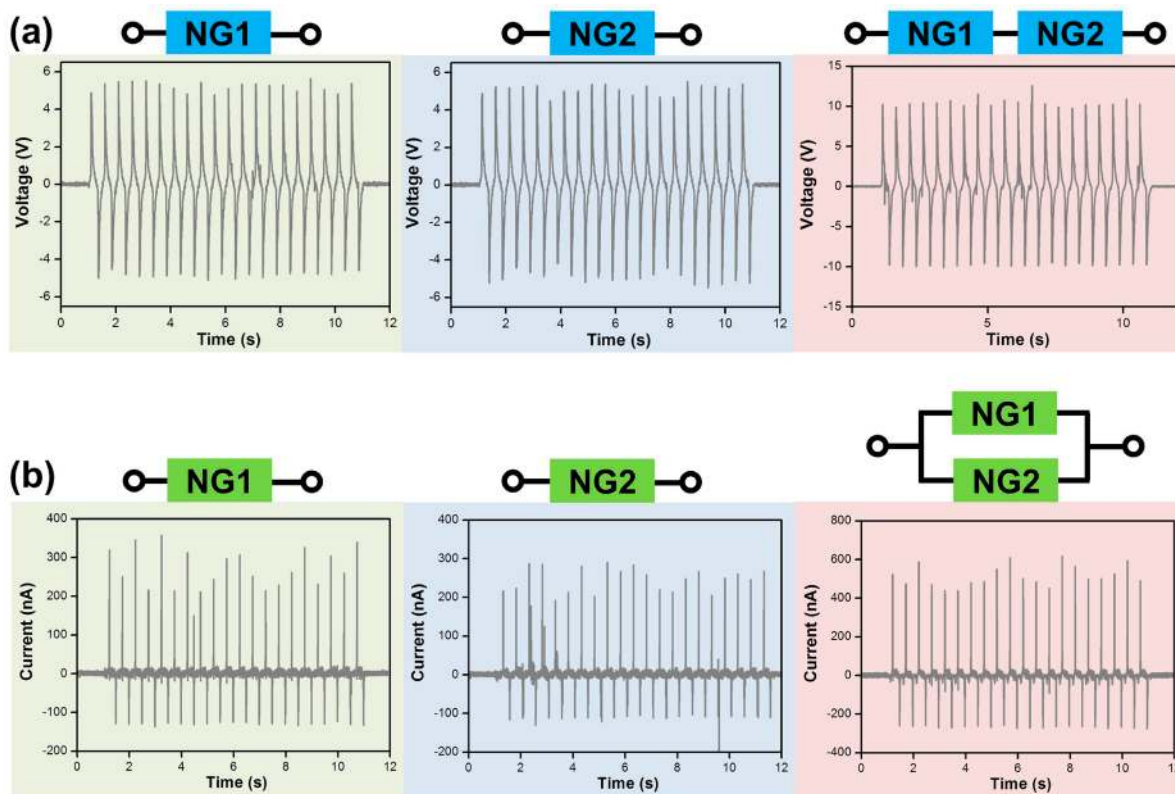 (a)
NG1
NG2
NG1 NG2
Voltage (V)
6
4
2
0
-2
-4
-6
0 2 4 6 8 10 12
Time (s)
Voltage (V)
6
4
2
0
-2
-4
-6
0 2 4 6 8 10 12
Time (s)
Voltage (V)
15
10
5
0
-5
-10
-15
0 5 10
Time (s)
(b)
NG1
NG2
NG1
NG2
Current (nA)
400
300
200
100
0
-100
-200
0 2 4 6 8 10 12
Time (s)
Current (nA)
400
300
200
100
0
-100
-200
0 2 4 6 8 10 12
Time (s)
Current (nA)
800
600
400
200
0
-200
-400
0 2 4 6 8 10 12
Time (s)